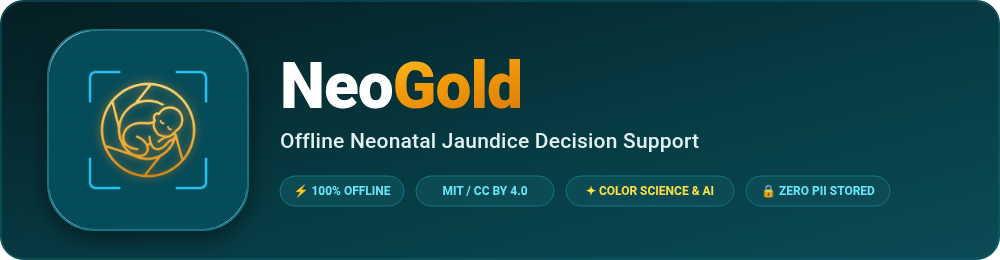 NeoGold
Offline Neonatal Jaundice Decision Support
⚡ 100% OFFLINE
MIT / CC BY 4.0
✦ COLOR SCIENCE & AI
🔒 ZERO PII STORED